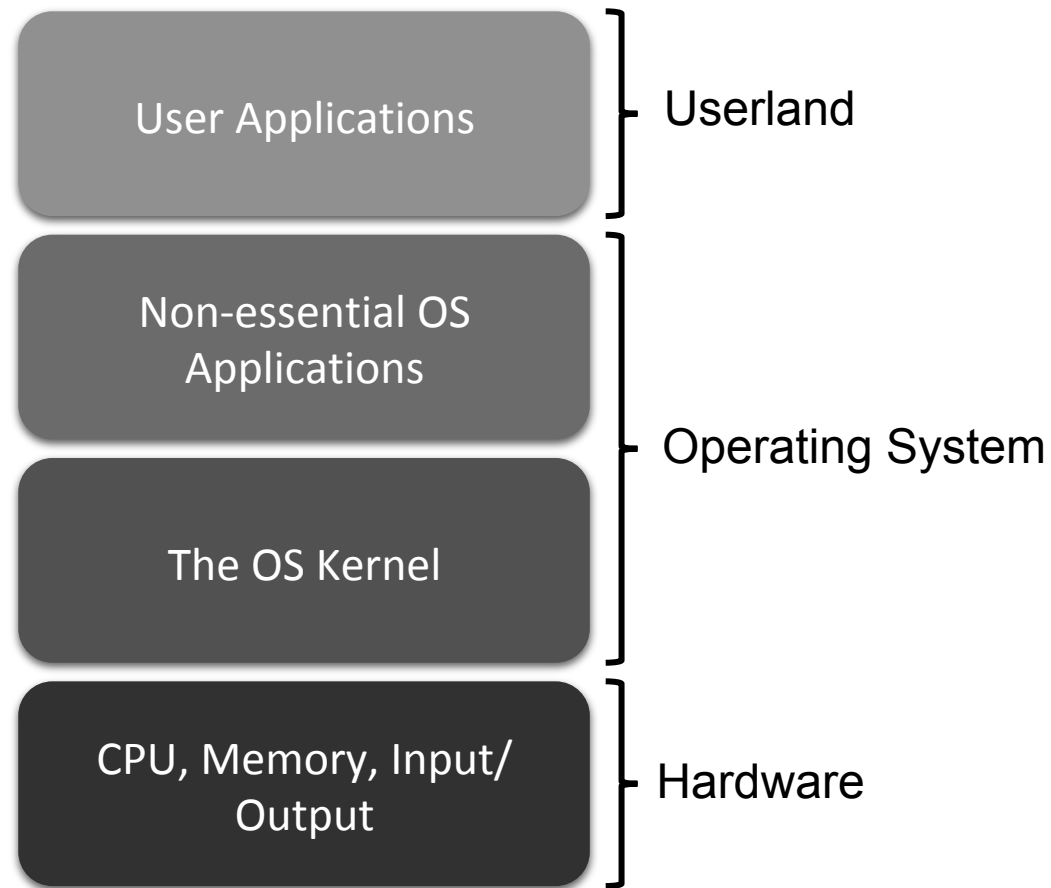 User Applications
Userland
Non-essential OS
Applications
Operating System
The OS Kernel
CPU, Memory, Input/
Output
Hardware